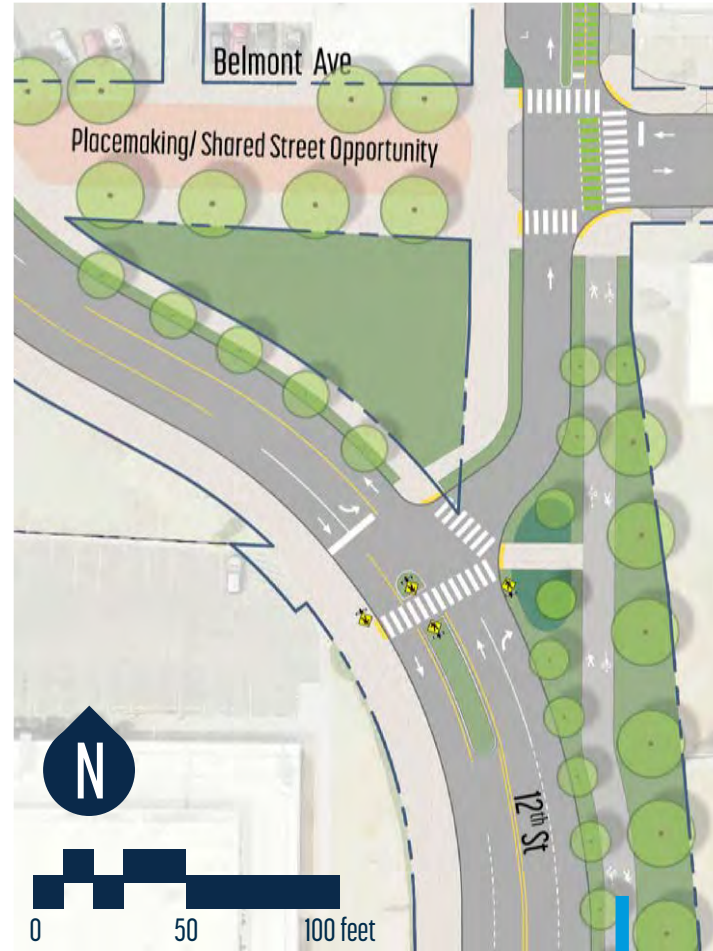 Belmont Ave
Placemaking/ Shared Street Opportunity
12th St
N
0 50 100 feet